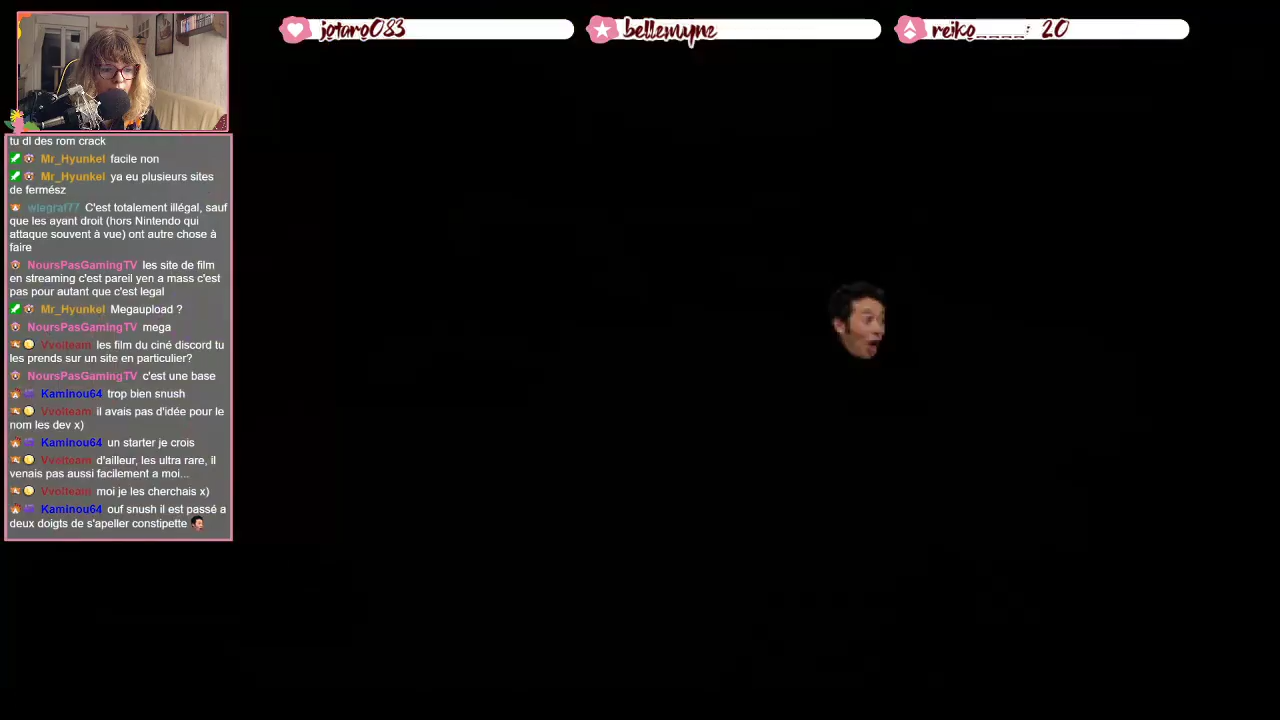 jotaro083
bellemyne
reiko____: 20
tu dl des rom crack
Mr_Hyunkel facile non
Mr_Hyunkel ya eu plusieurs sites
de fermész
wlegraf77 C'est totalement illégal, sauf
que les ayant droit (hors Nintendo qui
attaque souvent à vue) ont autre chose à
faire
NoursPasGamingTV les site de film
en streaming c'est pareil yen a mass c'est
pas pour autant que c'est legal
Mr_Hyunkel Megaupload ?
NoursPasGamingTV mega
Vvolteam les film du ciné discord tu
les prends sur un site en particulier?
NoursPasGamingTV c'est une base
Kaminou64 trop bien snush
Vvolteam il avais pas d'idée pour le
nom les dev x)
Kaminou64 un starter je crois
Vvolteam d'ailleur, les ultra rare, il
venais pas aussi facilement a moi...
Vvolteam moi je les cherchais x)
Kaminou64 ouf snush il est passé a
deux doigts de s'apeller constipette